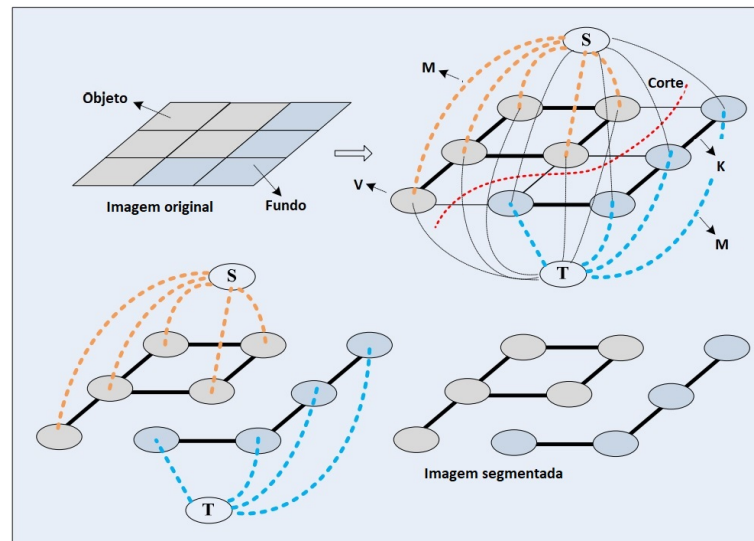 Objeto
Imagem original
Fundo
S
M
Corte
K
V
M
T
S
T
Imagem segmentada